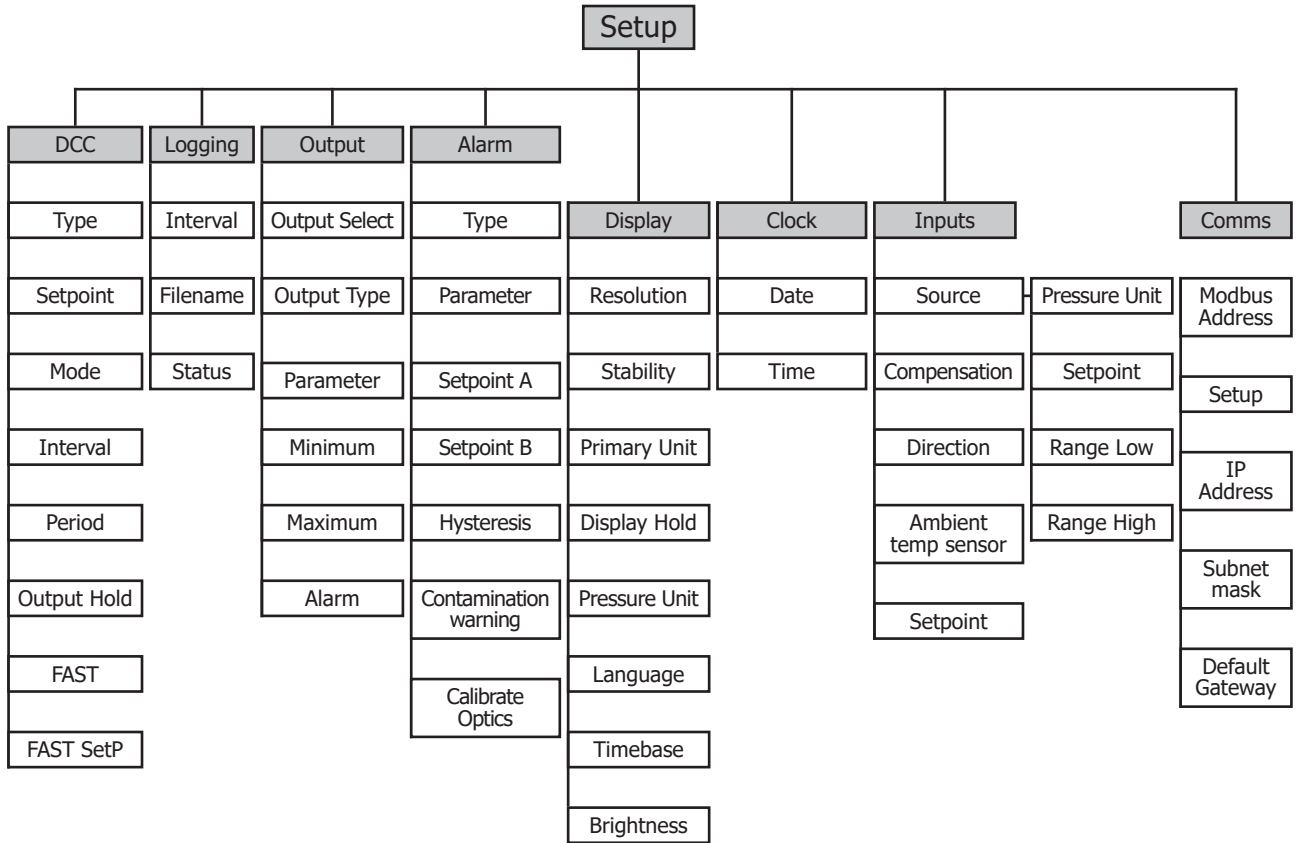 Setup
DCC
Type
Setpoint
Mode
Interval
Period
Output Hold
FAST
FAST SetP
Logging
Interval
Filename
Status
Output
Output Select
Output Type
Parameter
Minimum
Maximum
Alarm
Alarm
Type
Parameter
Setpoint A
Setpoint B
Hysteresis
Contamination
warning
Calibrate
Optics
Display
Resolution
Stability
Primary Unit
Display Hold
Pressure Unit
Language
Timebase
Brightness
Clock
Date
Time
Inputs
Source
Compensation
Direction
Ambient
temp sensor
Setpoint
Pressure Unit
Setpoint
Range Low
Range High
Comms
Modbus
Address
Setup
IP
Address
Subnet
mask
Default
Gateway